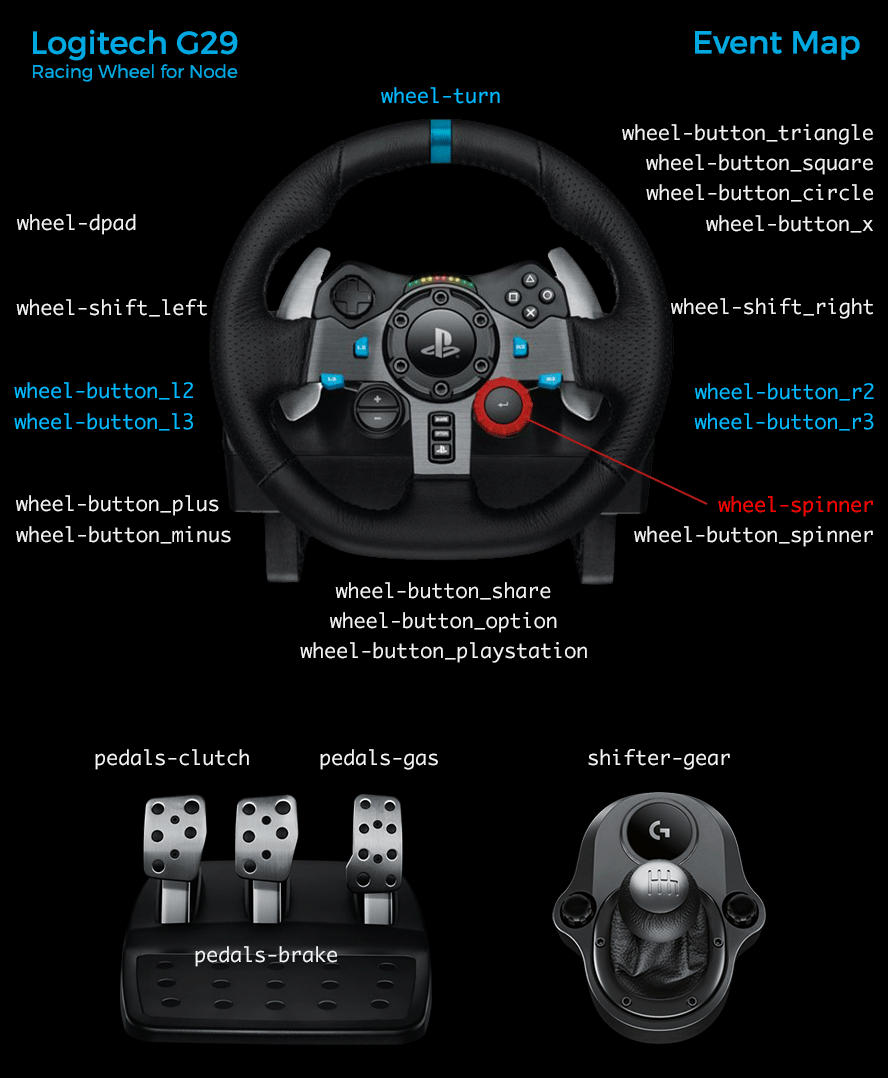 Logitech G29
Racing Wheel for Node
Event Map
wheel-turn
wheel-button_triangle
wheel-button_square
wheel-button_circle
wheel-button_x
wheel-dpad
wheel-shift_left
wheel-shift_right
L2
R2
L3
R3
wheel-button_l2
wheel-button_l3
wheel-button_r2
wheel-button_r3
wheel-button_plus
wheel-button_minus
wheel-spinner
wheel-button_spinner
wheel-button_share
wheel-button_option
wheel-button_playstation
pedals-clutch
pedals-gas
shifter-gear
pedals-brake